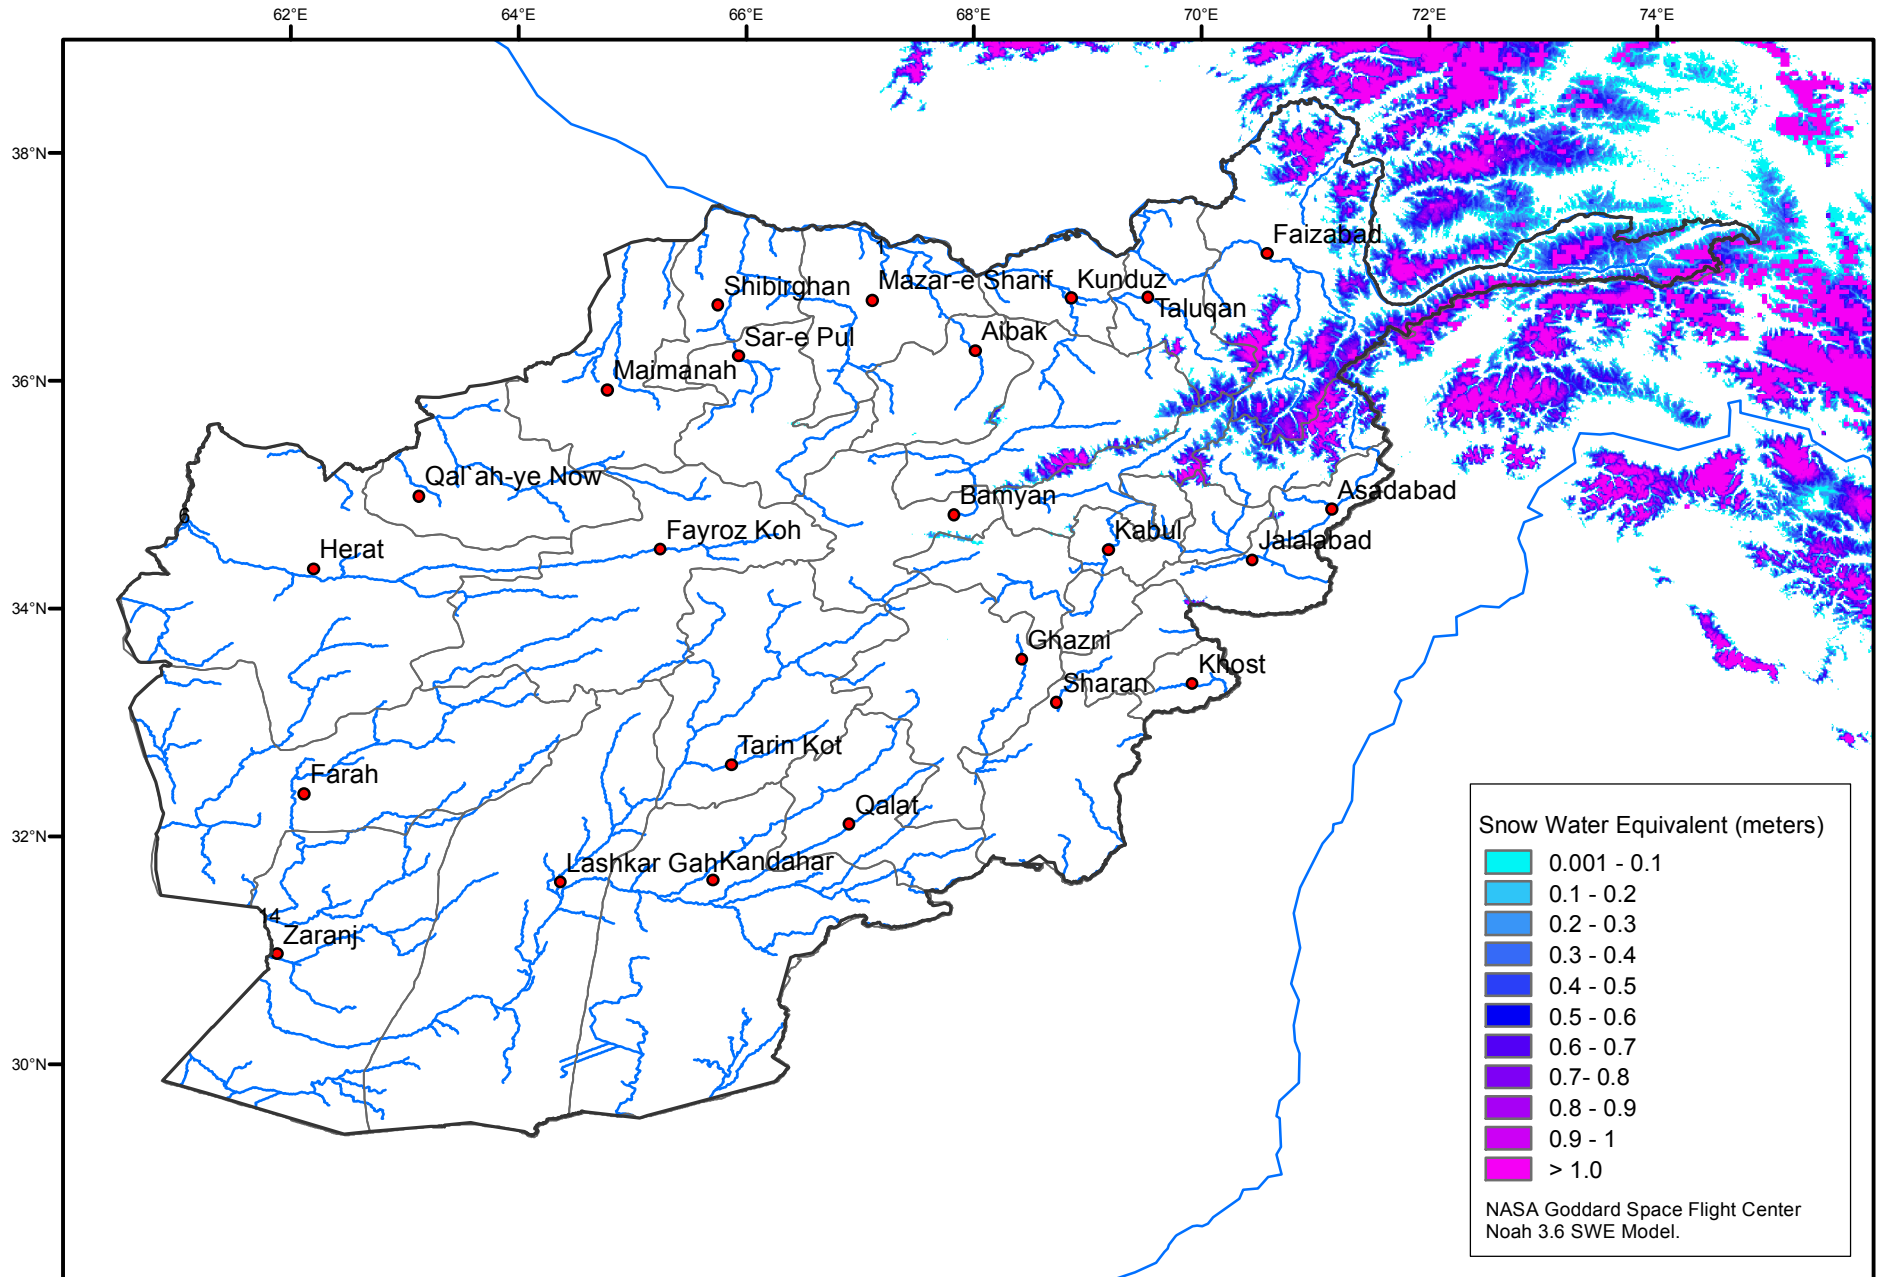 62°E 64°E 66°E 68°E 70°E 72°E 74°E
38°N
Faizabad
1
Shibirghan
Mazar-e Sharif
Kunduz
Taluqan
Sar-e Pul
Aibak
36°N
Maimanah
Qal`ah-ye Now
Bamyan
Asadabad
6
Fayroz Koh
Kabul
Jalalabad
Herat
34°N
Ghazni
Khost
Sharan
Tarin Kot
Farah
Qalat
32°N
Lashkar Gah
Kandahar
14
Zaranj
30°N
Snow Water Equivalent (meters)
0.001 - 0.1
0.1 - 0.2
0.2 - 0.3
0.3 - 0.4
0.4 - 0.5
0.5 - 0.6
0.6 - 0.7
0.7- 0.8
0.8 - 0.9
0.9 - 1
> 1.0
NASA Goddard Space Flight Center
Noah 3.6 SWE Model.